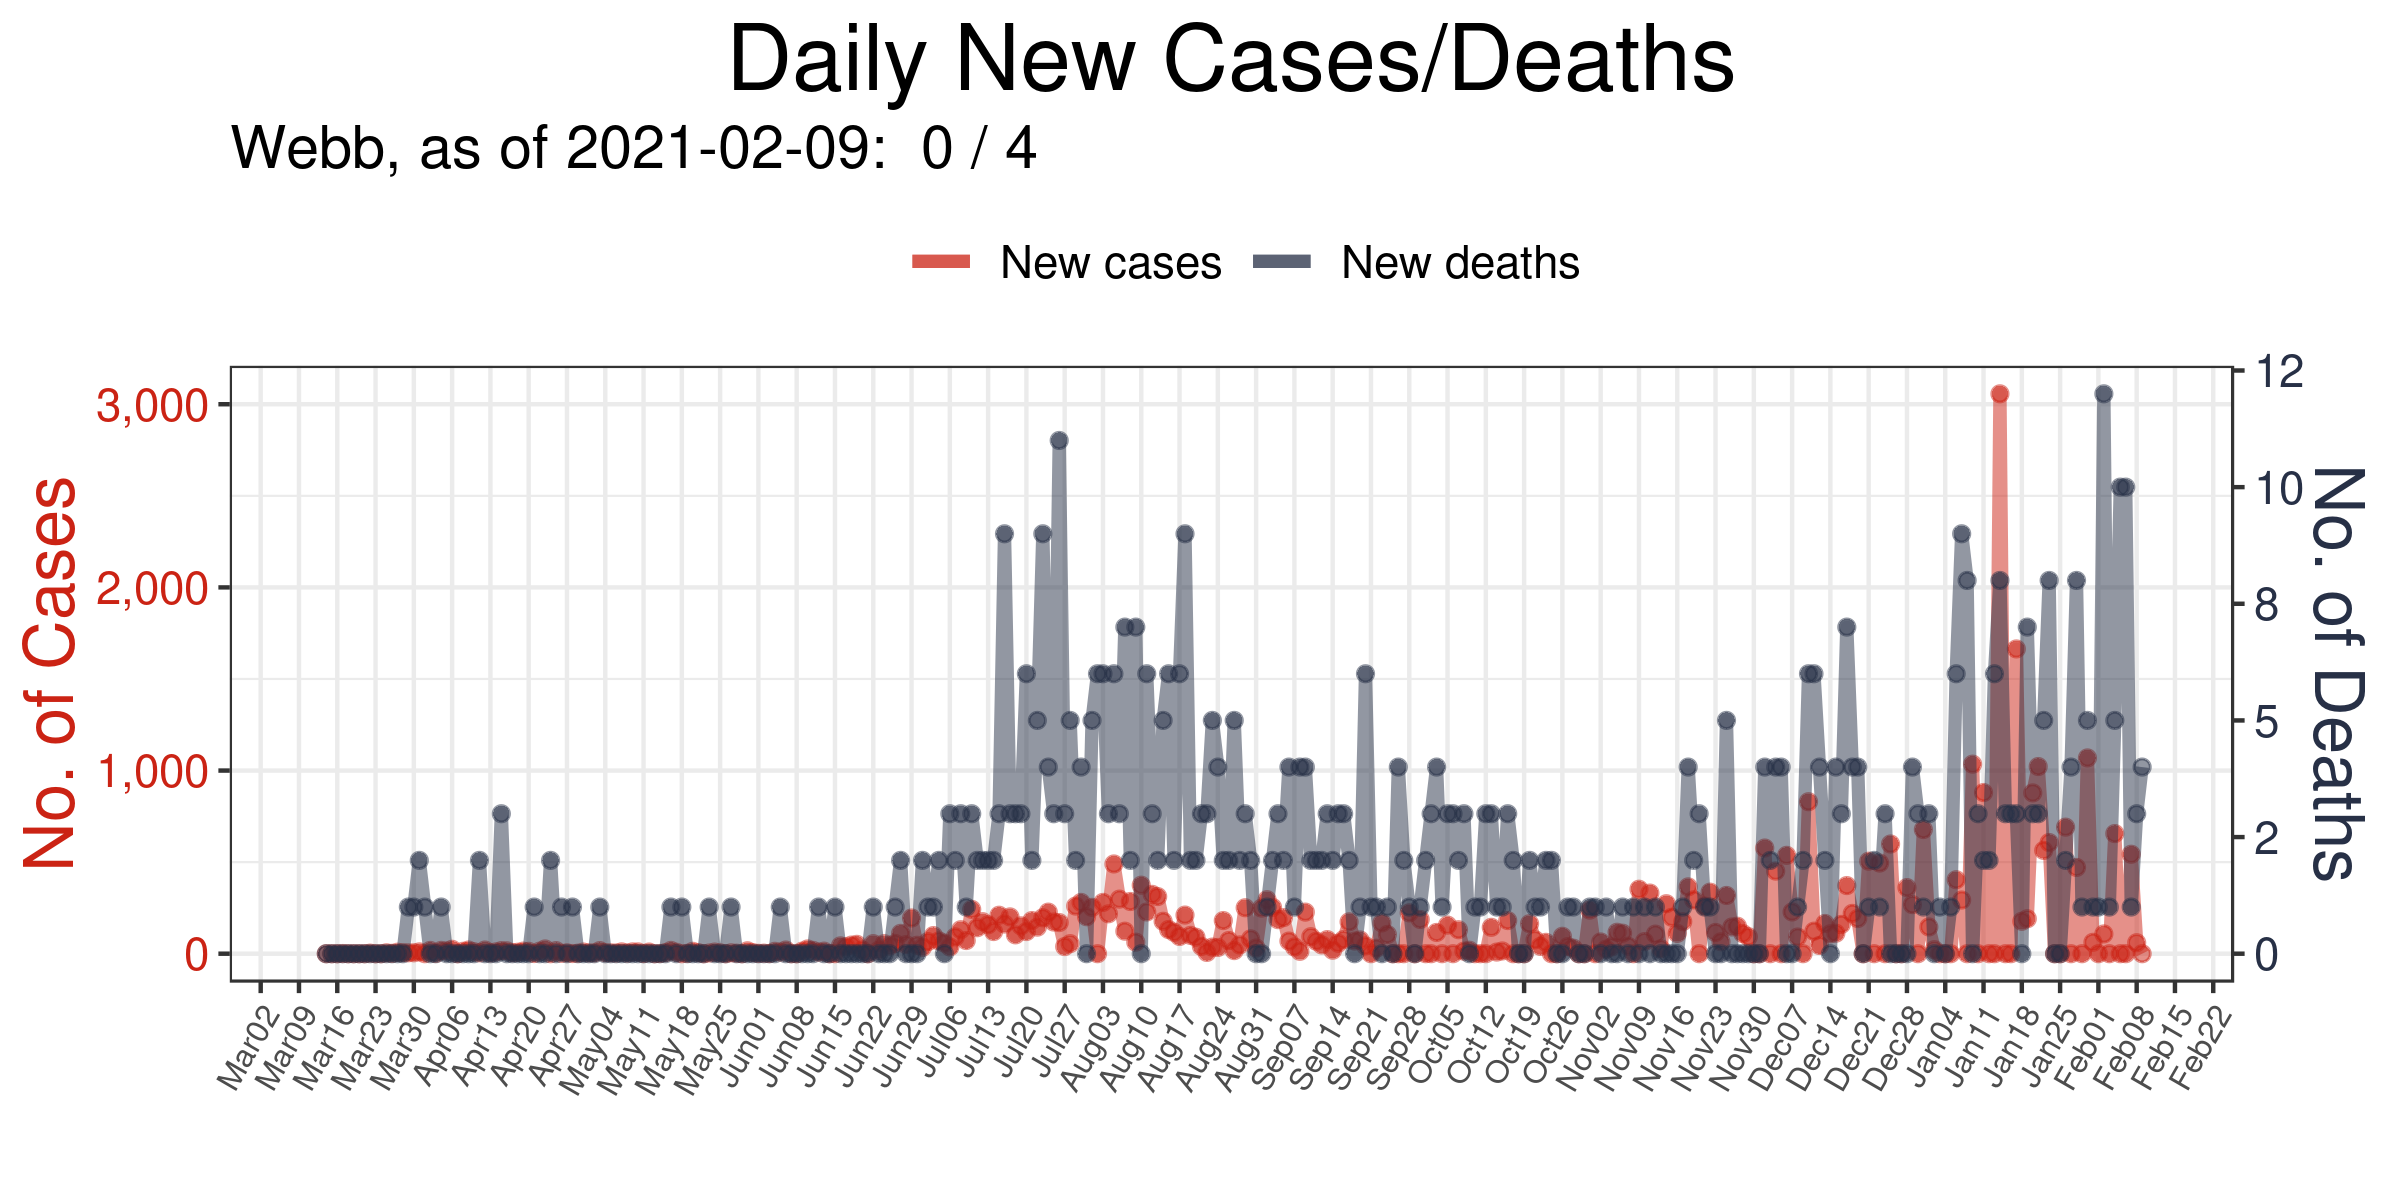 Daily New Cases/Deaths
Webb, as of 2021-02-09:  0 / 4
New cases New deaths
No. of Cases
3,000
2,000
1,000
0
12
10
8
5
2
0
No. of Deaths
Mar02 Mar09 Mar16 Mar23 Mar30 Apr06 Apr13 Apr20 Apr27 May04 May11 May18 May25 Jun01 Jun08 Jun15 Jun22 Jun29 Jul06 Jul13 Jul20 Jul27 Aug03 Aug10 Aug17 Aug24 Aug31 Sep07 Sep14 Sep21 Sep28 Oct05 Oct12 Oct19 Oct26 Nov02 Nov09 Nov16 Nov23 Nov30 Dec07 Dec14 Dec21 Dec28 Dec04 Jan11 Jan18 Jan25 Jan25 Feb01 Feb08 Feb15 Feb22